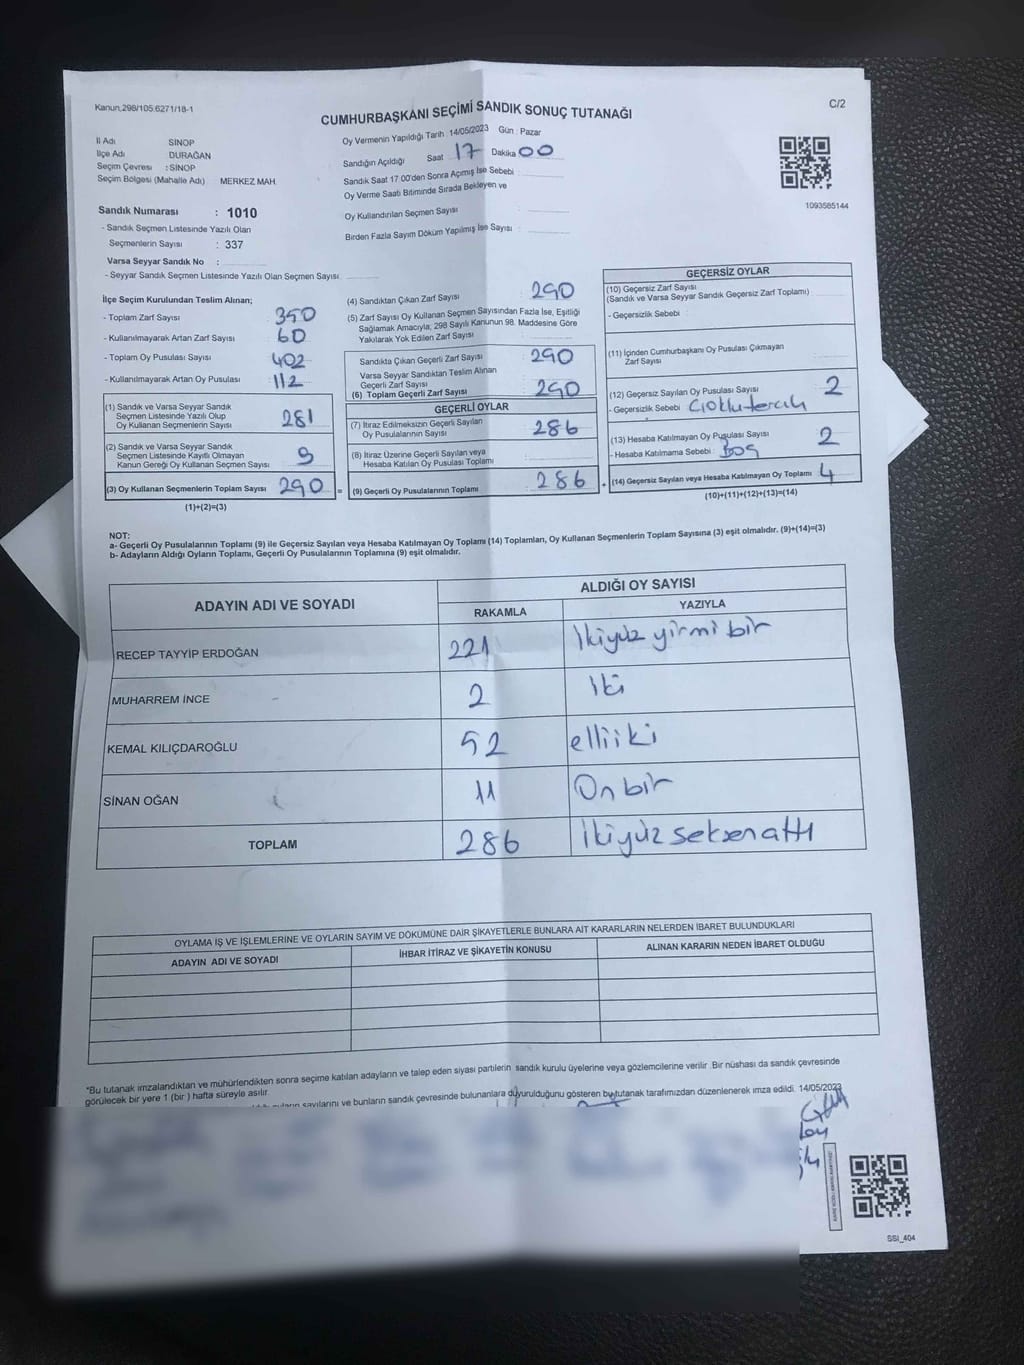 Kanun,298/105.6271/18-1
C/2
CUMHURBAŞKANI SEÇİMİ SANDIK SONUÇ TUTANAĞI
İl Adı SİNOP
İlçe Adı DURAĞAN
Seçim Çevresi : SİNOP
Seçim Bölgesi (Mahalle Adı) MERKEZ MAH.
Oy Vermenin Yapıldığı Tarih : 14/05/2023 Gün : Pazar
Sandığın Açıldığı Saat 17 Dakika 00
Sandık Saat 17.00'den Sonra Açımış İse Sebebi :
Oy Verme Saati Bitiminde Sırada Bekleyen ve
Oy Kullandırılan Seçmen Sayısı :
Birden Fazla Sayım Döküm Yapılmış İse Sayısı :
1093585144
Sandık Numarası : 1010
- Sandık Seçmen Listesinde Yazılı Olan
Seçmenlerin Sayısı : 337
Varsa Seyyar Sandık No :
- Seyyar Sandık Seçmen Listesinde Yazılı Olan Seçmen Sayısı
İlçe Seçim Kurulundan Teslim Alınan;
- Toplam Zarf Sayısı 350
- Kullanılmayarak Artan Zarf Sayısı 60
- Toplam Oy Pusulası Sayısı 402
- Kullanılmayarak Artan Oy Pusulası 112
(1) Sandık ve Varsa Seyyar Sandık
Seçmen Listesinde Yazılı Olup
Oy Kullanan Seçmenlerin Sayısı 281
(2) Sandık ve Varsa Seyyar Sandık
Seçmen Listesinde Kayıtlı Olmayan
Kanun Gereği Oy Kullanan Seçmen Sayısı 9
(3) Oy Kullanan Seçmenlerin Toplam Sayısı 290 =
(1)+(2)=(3)
(4) Sandıktan Çıkan Zarf Sayısı : 290
(5) Zarf Sayısı Oy Kullanan Seçmen Sayısından Fazla İse, Eşitliği
Sağlamak Amacıyla; 298 Sayılı Kanunun 98. Maddesine Göre
Yakılarak Yok Edilen Zarf Sayısı
Sandıkta Çıkan Geçerli Zarf Sayısı : 290
Varsa Seyyar Sandıktan Teslim Alınan
Geçerli Zarf Sayısı
(6) Toplam Geçerli Zarf Sayısı : 290
GEÇERLİ OYLAR
(7) İtiraz Edilmeksizin Geçerli Sayılan
Oy Pusulalarının Sayısı : 286
(8) İtiraz Üzerine Geçerli Sayılan veya
Hesaba Katılan Oy Pusulası Toplamı
(9) Geçerli Oy Pusulalarının Toplamı : 286 +
GEÇERSİZ OYLAR
(10) Geçersiz Zarf Sayısı
(Sandık ve Varsa Seyyar Sandık Geçersiz Zarf Toplamı)
- Geçersizlik Sebebi :
(11) İçinden Cumhurbaşkanı Oy Pusulası Çıkmayan
Zarf Sayısı
(12) Geçersiz Sayılan Oy Pusulası Sayısı 2
- Geçersizlik Sebebi
(13) Hesaba Katılmayan Oy Pusulası Sayısı 2
- Hesaba Katılmama Sebebi : Boş
(14) Geçersiz Sayılan veya Hesaba Katılmayan Oy Toplamı 4
(10)+(11)+(12)+(13)=(14)
NOT:
a- Geçerli Oy Pusulalarının Toplamı (9) ile Geçersiz Sayılan veya Hesaba Katılmayan Oy Toplamı (14) Toplamları, Oy Kullanan Seçmenlerin Toplam Sayısına (3) eşit olmalıdır. (9)+(14)=(3)
b- Adayların Aldığı Oyların Toplamı, Geçerli Oy Pusulalarının Toplamına (9) eşit olmalıdır.
ADAYIN ADI VE SOYADI
ALDIĞI OY SAYISI
RAKAMLA YAZIYLA
RECEP TAYYİP ERDOĞAN 221 İkiyüz yirmi bir
MUHARREM İNCE 2 iki
KEMAL KILIÇDAROĞLU 52 elliiki
SİNAN OĞAN 11 On bir
TOPLAM 286 İkiyüz seksen altı
OYLAMA İŞ VE İŞLEMLERİNE VE OYLARIN SAYIM VE DÖKÜMÜNE DAİR ŞİKAYETLERLE BUNLARA AİT KARARLARIN NELERDEN İBARET BULUNDUKLARI
ADAYIN ADI VE SOYADI İHBAR İTİRAZ VE ŞİKAYETİN KONUSU ALINAN KARARIN NEDEN İBARET OLDUĞU
*Bu tutanak imzalandıktan ve mühürlendikten sonra seçime katılan adayların ve talep eden siyasi partilerin sandık kurulu üyelerine veya gözlemcilerine verilir. Bir nüshası da sandık çevresinde
görülecek bir yere 1 (bir ) hafta süreyle asılır.
sayılarını ve bunların sandık çevresinde bulunanlara duyurulduğunu gösteren bu tutanak tarafımızdan düzenlenerek imza edildi. 14/05/2023
SSI_404